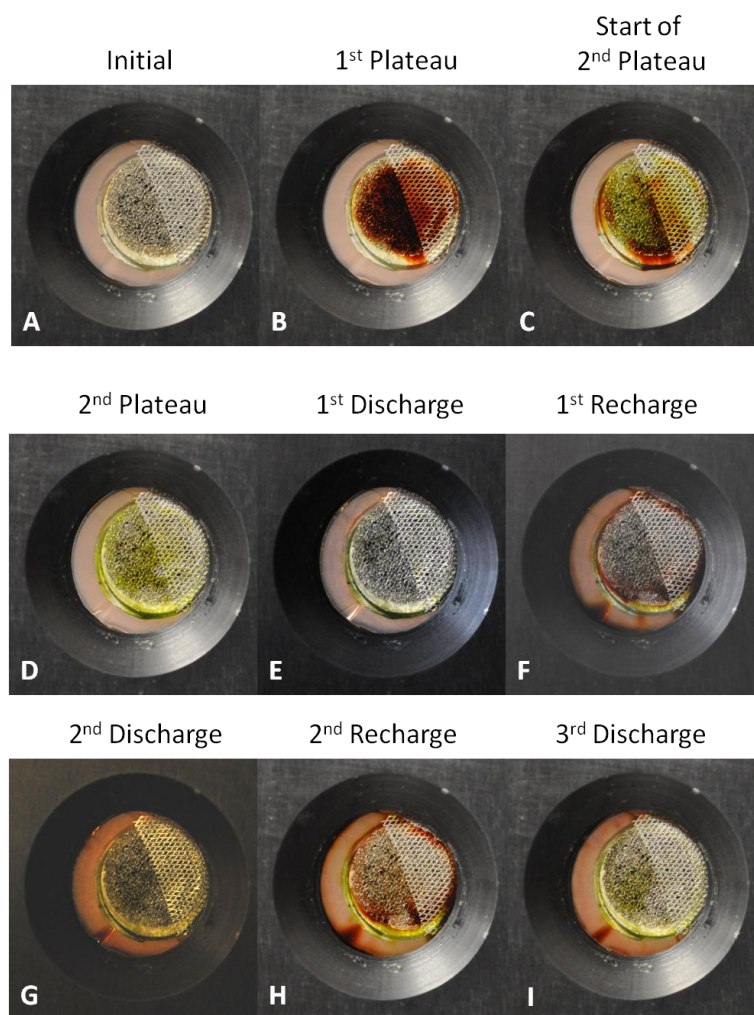 Initial
1st Plateau
Start of
2nd Plateau
A
B
C
2nd Plateau
1st Discharge
1st Recharge
D
E
F
2nd Discharge
2nd Recharge
3rd Discharge
G
H
I